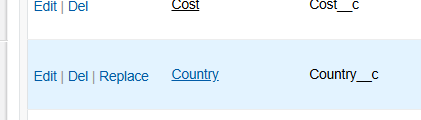 Edit | Del Cost Cost__c
Edit | Del | Replace Country Country__c